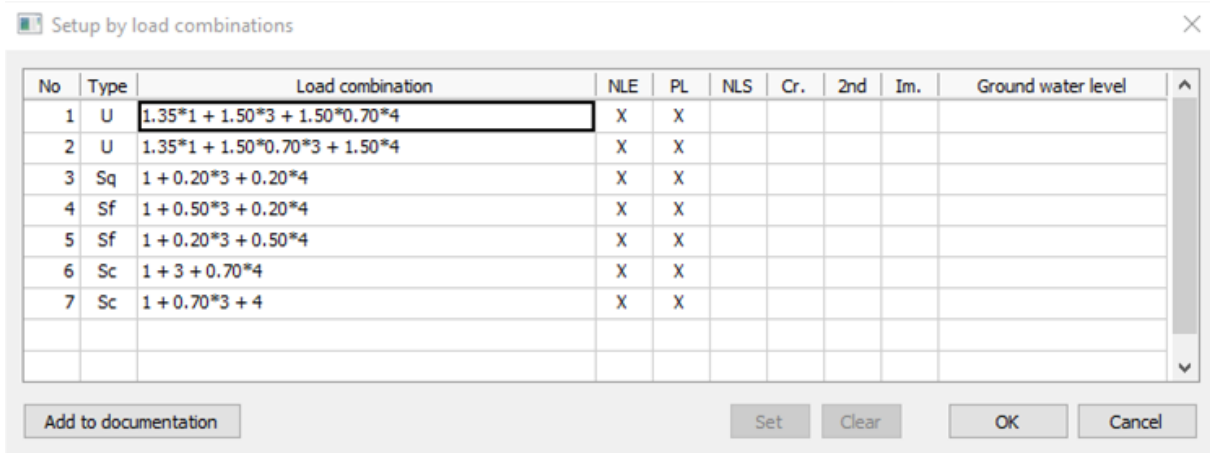 Setup by load combinations
No Type Load combination NLE PL NLS Cr. 2nd Im. Ground water level
1 U 1.35*1 + 1.50*3 + 1.50*0.70*4 X X
2 U 1.35*1 + 1.50*0.70*3 + 1.50*4 X X
3 Sq 1 + 0.20*3 + 0.20*4 X X
4 Sf 1 + 0.50*3 + 0.20*4 X X
5 Sf 1 + 0.20*3 + 0.50*4 X X
6 Sc 1 + 3 + 0.70*4 X X
7 Sc 1 + 0.70*3 + 4 X X
Add to documentation Set Clear OK Cancel